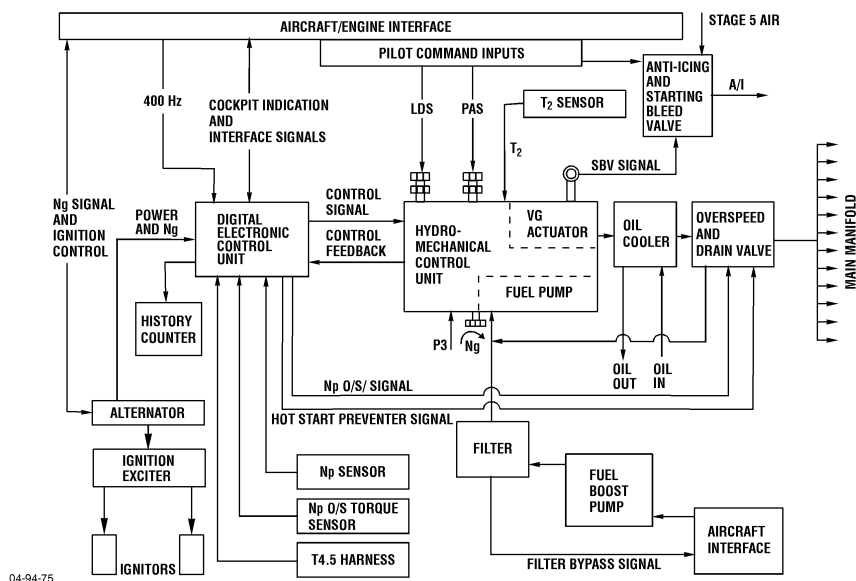 AIRCRAFT/ENGINE INTERFACE
STAGE 5 AIR
PILOT COMMAND INPUTS
ANTI-ICING
AND
STARTING
BLEED
VALVE
A/I
400 Hz
COCKPIT INDICATION
AND
INTERFACE SIGNALS
LDS
PAS
T2 SENSOR
T2
SBV SIGNAL
Ng SIGNAL
AND
IGNITION
CONTROL
POWER
AND Ng
DIGITAL
ELECTRONIC
CONTROL
UNIT
CONTROL
SIGNAL
CONTROL
FEEDBACK
HYDRO-
MECHANICAL
CONTROL
UNIT
VG
ACTUATOR
FUEL PUMP
OIL
COOLER
OVERSPEED
AND
DRAIN VALVE
MAIN MANIFOLD
HISTORY
COUNTER
P3
Ng
OIL
OUT
OIL
IN
Np O/S/ SIGNAL
HOT START PREVENTER SIGNAL
ALTERNATOR
IGNITION
EXCITER
IGNITORS
Np SENSOR
Np O/S TORQUE
SENSOR
T4.5 HARNESS
FILTER
FUEL
BOOST
PUMP
AIRCRAFT
INTERFACE
FILTER BYPASS SIGNAL
04-94-75